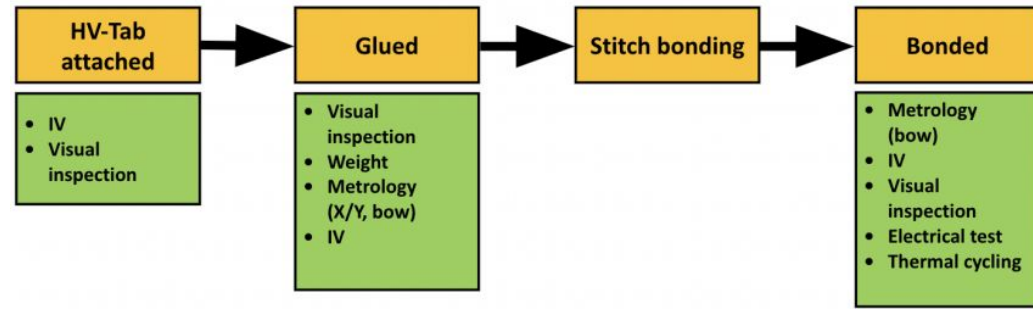 HV-Tab
attached
Glued
Stitch bonding
Bonded
• IV
• Visual
inspection
• Visual
inspection
• Weight
• Metrology
(X/Y, bow)
• IV
• Metrology
(bow)
• IV
• Visual
inspection
• Electrical test
• Thermal cycling